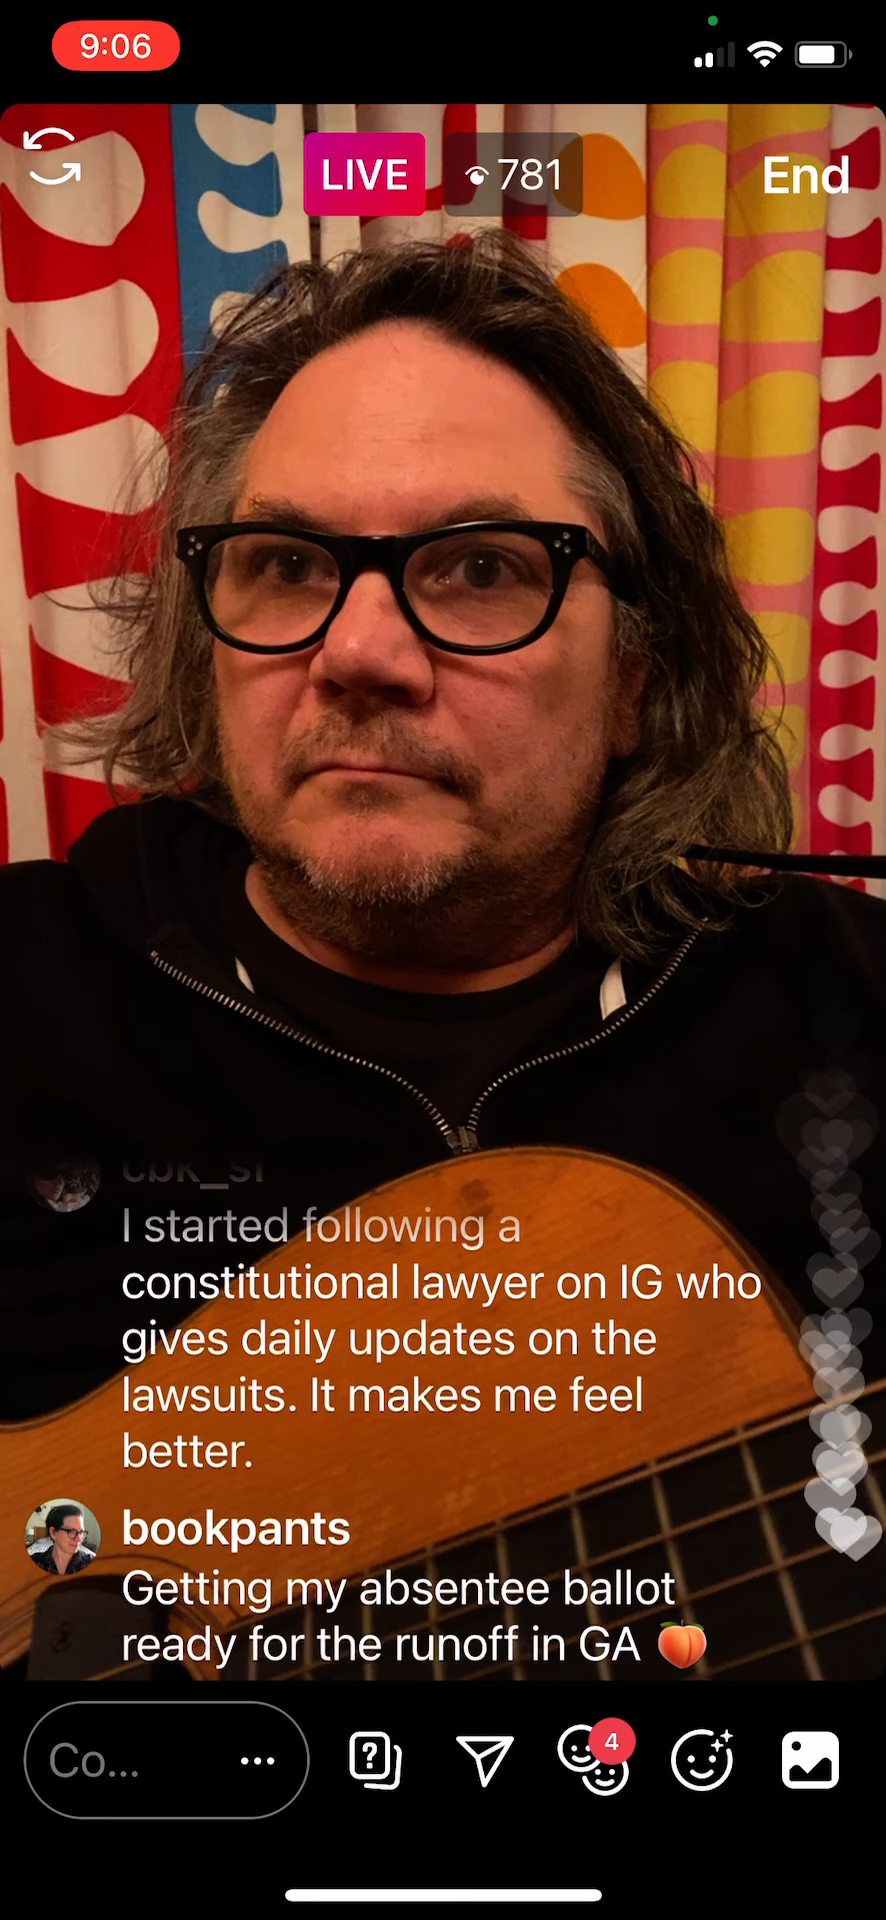 9:06
LIVE
781
End
cbk_sf
I started following a
constitutional lawyer on IG who
gives daily updates on the
lawsuits. It makes me feel
better.
bookpants
Getting my absentee ballot
ready for the runoff in GA 🍑
Co...
4